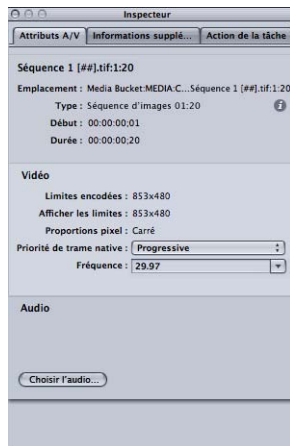 Inspecteur
Attributs A/V
Informations supplé...
Action de la tâche
Séquence 1 [##].tif:1:20
Emplacement : Media Bucket:MEDIA:C...Séquence 1 [##].tif:1:20
Type : Séquence d'images 01:20
Début : 00:00:00;01
Durée : 00:00:00;20
Vidéo
Limites encodées : 853x480
Afficher les limites : 853x480
Proportions pixel : Carré
Priorité de trame native : Progressive
Fréquence : 29.97
Audio
Choisir l'audio...